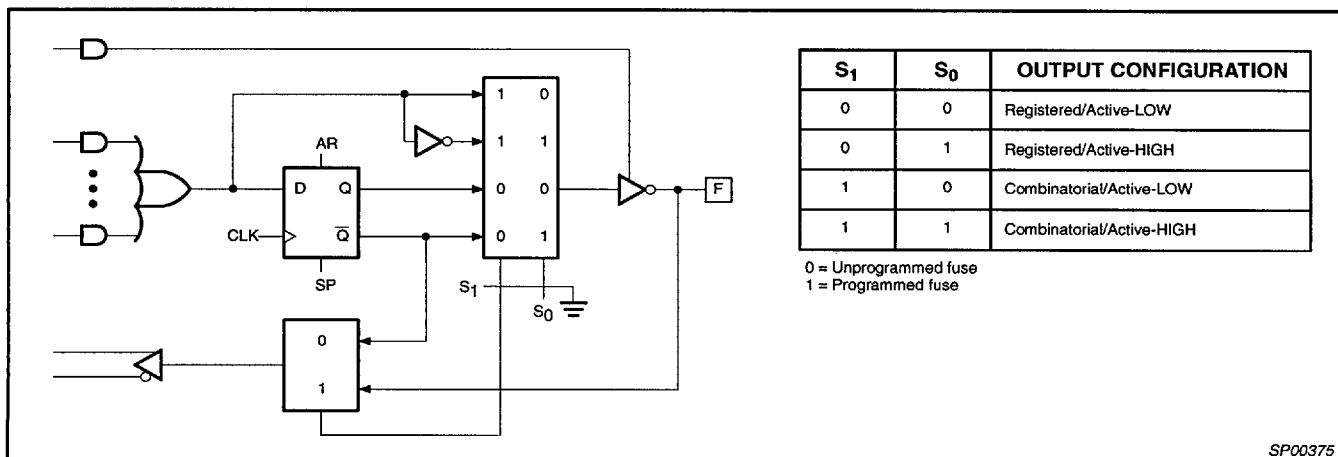 AR
D Q
CLK Q̅
SP
1 0
1 1
0 0
0 1
S1
S0
F
0
1
S1 S0 OUTPUT CONFIGURATION
0 0 Registered/Active-LOW
0 1 Registered/Active-HIGH
1 0 Combinatorial/Active-LOW
1 1 Combinatorial/Active-HIGH
0 = Unprogrammed fuse
1 = Programmed fuse
SP00375